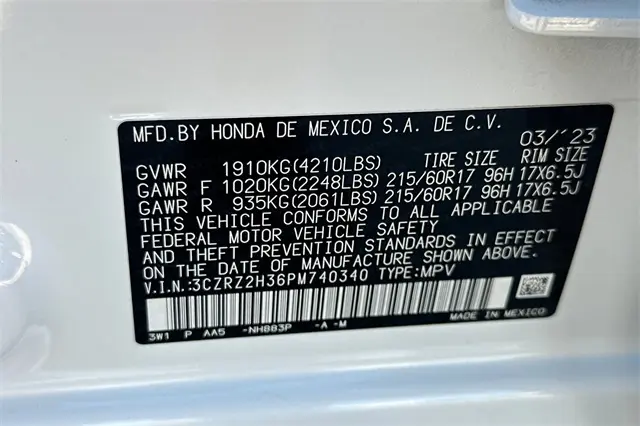 MFD.BY HONDA DE MEXICO S.A. DE C.V. 03/'23
GVWR 1910KG(4210LBS) TIRE SIZE RIM SIZE
GAWR F 1020KG(2248LBS) 215/60R17 96H 17X6.5J
GAWR R 935KG(2061LBS) 215/60R17 96H 17X6.5J
THIS VEHICLE CONFORMS TO ALL APPLICABLE
FEDERAL MOTOR VEHICLE SAFETY
AND THEFT PREVENTION STANDARDS IN EFFECT
ON THE DATE OF MANUFACTURE SHOWN ABOVE.
V.I.N.:3CZRZ2H36PM740340 TYPE:MPV
3W1 P AA5 -NH883P -A -M MADE IN MEXICO